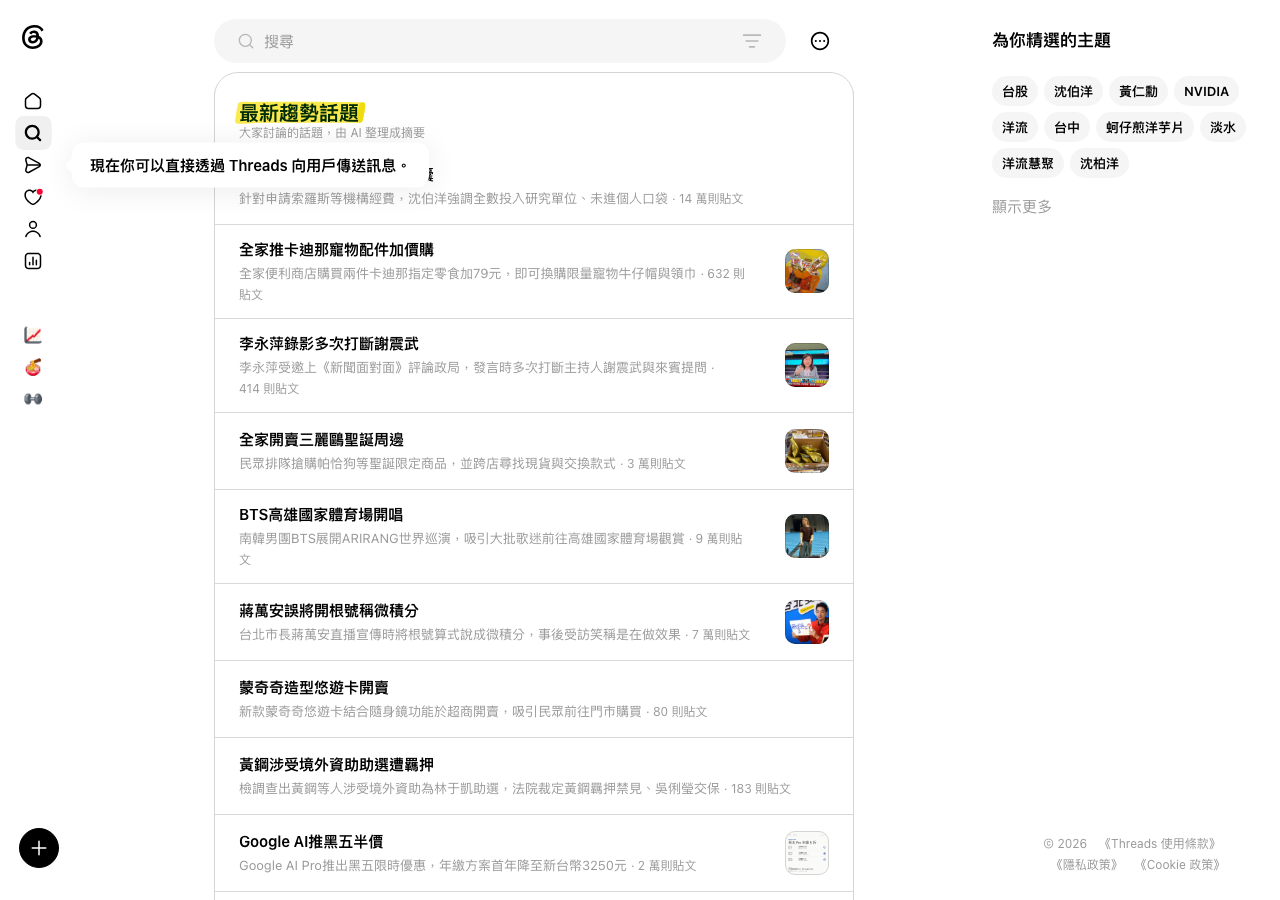 搜尋
最新趨勢話題
大家討論的話題，由 AI 整理成摘要
現在你可以直接透過 Threads 向用戶傳送訊息。
針對申請索羅斯等機構經費，沈伯洋強調全數投入研究單位、未進個人口袋 · 14 萬則貼文
全家推卡迪那寵物配件加價購
全家便利商店購買兩件卡迪那指定零食加79元，即可換購限量寵物牛仔帽與領巾 · 632 則
貼文
李永萍錄影多次打斷謝震武
李永萍受邀上《新聞面對面》評論政局，發言時多次打斷主持人謝震武與來賓提問 ·
414 則貼文
全家開賣三麗鷗聖誕周邊
民眾排隊搶購帕恰狗等聖誕限定商品，並跨店尋找現貨與交換款式 · 3 萬則貼文
BTS高雄國家體育場開唱
南韓男團BTS展開ARIRANG世界巡演，吸引大批歌迷前往高雄國家體育場觀賞 · 9 萬則貼
文
蔣萬安誤將開根號稱微積分
台北市長蔣萬安直播宣傳時將根號算式說成微積分，事後受訪笑稱是在做效果 · 7 萬則貼文
蒙奇奇造型悠遊卡開賣
新款蒙奇奇悠遊卡結合隨身鏡功能於超商開賣，吸引民眾前往門市購買 · 80 則貼文
黃鋼涉受境外資助助選遭羈押
檢調查出黃鋼等人涉受境外資助為林于凱助選，法院裁定黃鋼羈押禁見、吳俐瑩交保 · 183 則貼文
Google AI推黑五半價
Google AI Pro推出黑五限時優惠，年繳方案首年降至新台幣3250元 · 2 萬則貼文
為你精選的主題
台股 沈伯洋 黃仁勳 NVIDIA
洋流 台中 蚵仔煎洋芋片 淡水
洋流慧聚 沈柏洋
顯示更多
© 2026 《Threads 使用條款》
《隱私政策》 《Cookie 政策》